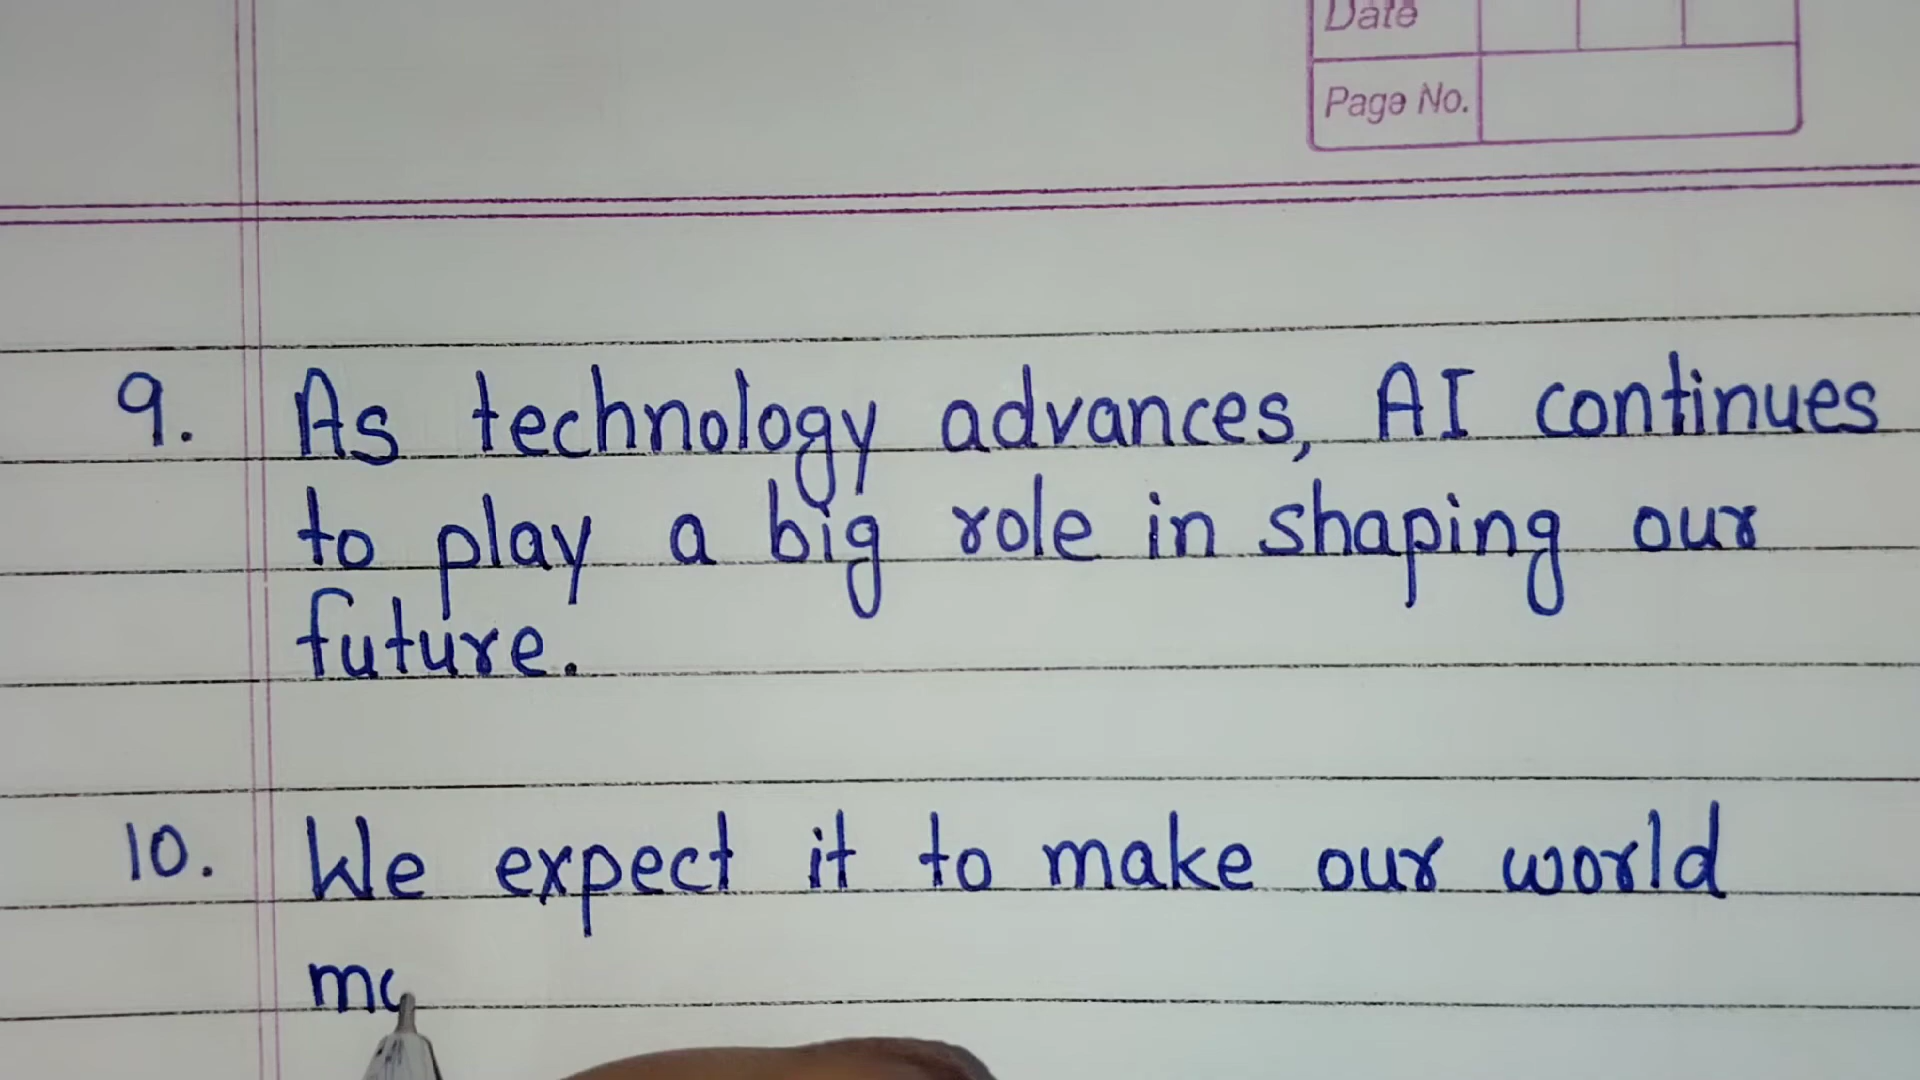 Date
Page No.
9. As technology advances, AI continues
to play a big role in shaping our
future.
10. We expect it to make our world